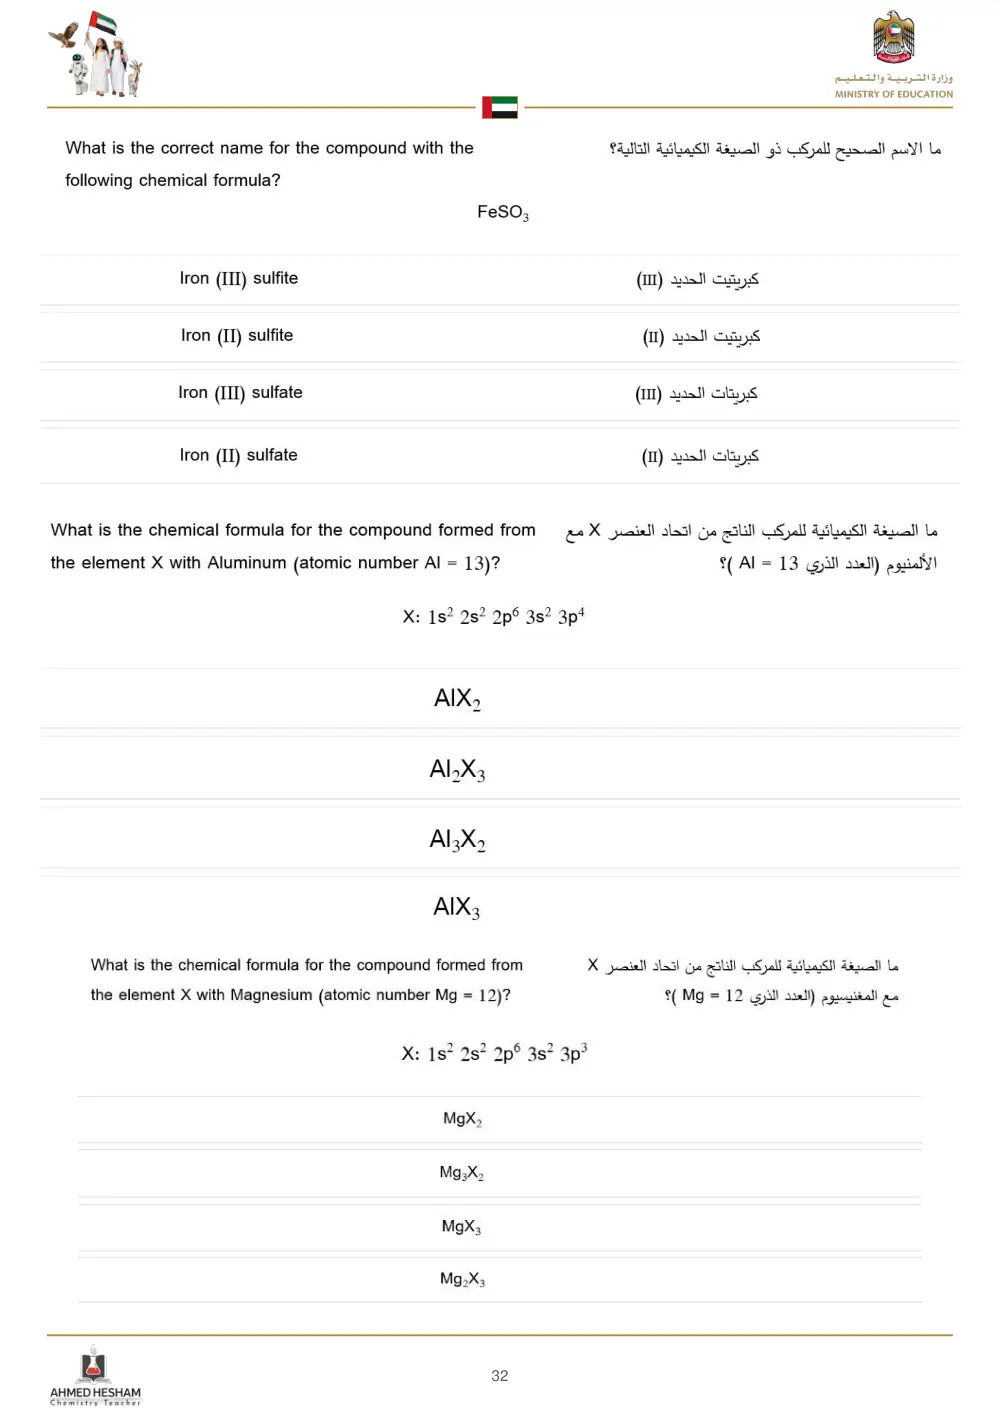 وزارة التربية والتعليم
MINISTRY OF EDUCATION
What is the correct name for the compound with the
following chemical formula?
ما الاسم الصحيح للمركب ذو الصيغة الكيميائية التالية؟
FeSO₃
Iron (III) sulfite كبريتيت الحديد (III)
Iron (II) sulfite كبريتيت الحديد (II)
Iron (III) sulfate كبريتات الحديد (III)
Iron (II) sulfate كبريتات الحديد (II)
What is the chemical formula for the compound formed from
the element X with Aluminum (atomic number Al = 13)?
ما الصيغة الكيميائية للمركب الناتج من اتحاد العنصر X مع
الألمنيوم (العدد الذري Al = 13 )؟
X: 1s² 2s² 2p⁶ 3s² 3p⁴
AlX₂
Al₂X₃
Al₃X₂
AlX₃
What is the chemical formula for the compound formed from
the element X with Magnesium (atomic number Mg = 12)?
ما الصيغة الكيميائية للمركب الناتج من اتحاد العنصر X
مع المغنيسيوم (العدد الذري Mg = 12 )؟
X: 1s² 2s² 2p⁶ 3s² 3p³
MgX₂
Mg₃X₂
MgX₃
Mg₂X₃
32
AHMED HESHAM
Chemistry Teacher